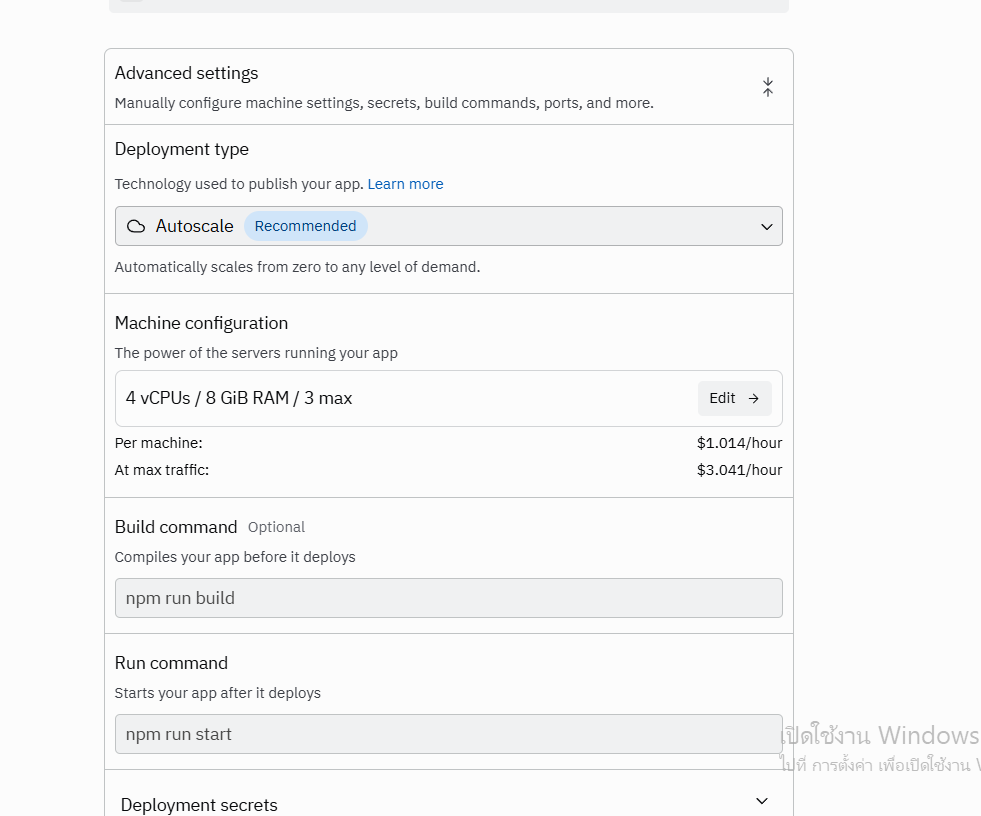 Advanced settings
Manually configure machine settings, secrets, build commands, ports, and more.
Deployment type
Technology used to publish your app. Learn more
Autoscale Recommended
Automatically scales from zero to any level of demand.
Machine configuration
The power of the servers running your app
4 vCPUs / 8 GiB RAM / 3 max Edit →
Per machine: $1.014/hour
At max traffic: $3.041/hour
Build command Optional
Compiles your app before it deploys
npm run build
Run command
Starts your app after it deploys
npm run start
เปิดใช้งาน Windows
ไปที่ การตั้งค่า เพื่อเปิดใช้งาน W
Deployment secrets